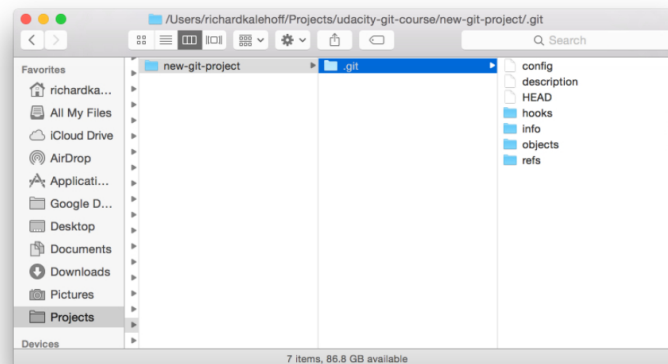 /Users/richardkalehoff/Projects/udacity-git-course/new-git-project/.git
Search
Favorites
richardka...
All My Files
iCloud Drive
AirDrop
Applicati...
Google D...
Desktop
Documents
Downloads
Pictures
Projects
Devices
new-git-project
.git
config
description
HEAD
hooks
info
objects
refs
7 items, 86.8 GB available